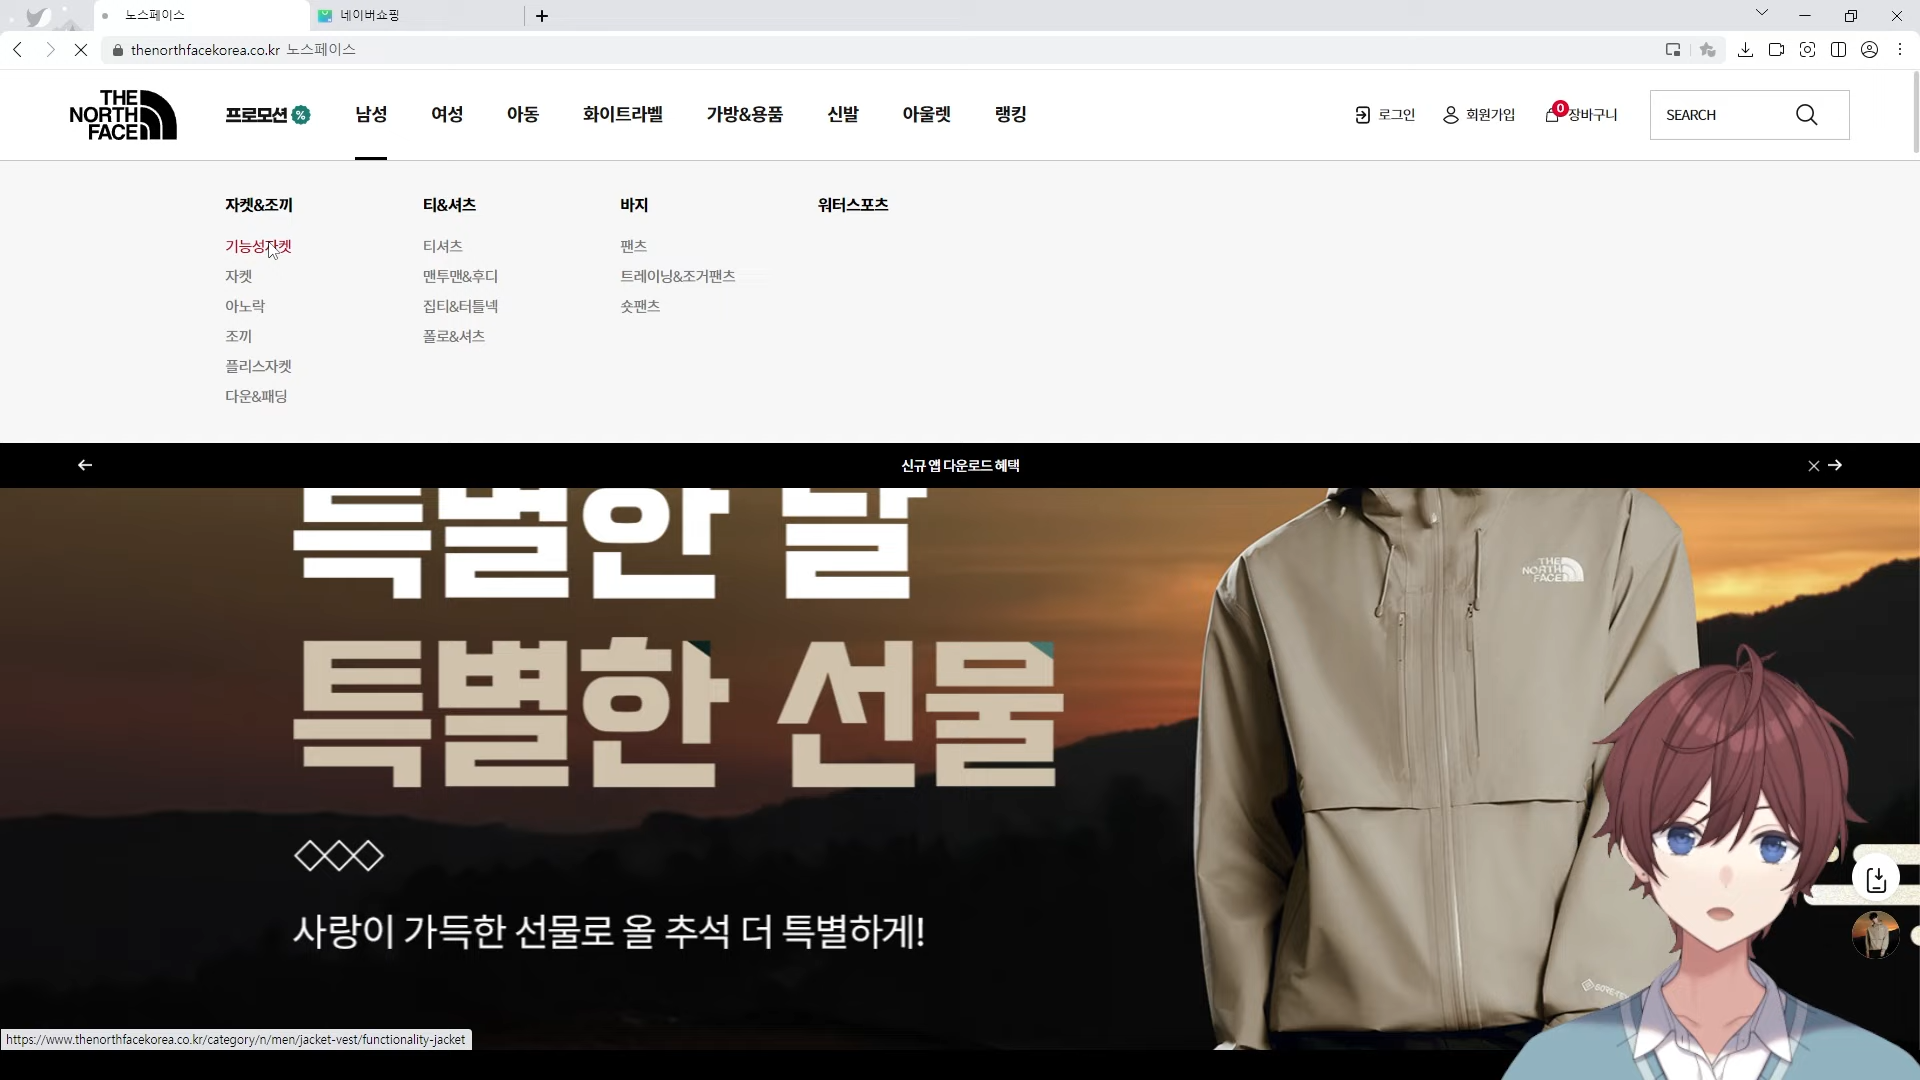 노스페이스
네이버쇼핑
thenorthfacekorea.co.kr 노스페이스
THE
NORTH
FACE
프로모션 %
남성
여성
아동
화이트라벨
가방&용품
신발
아울렛
랭킹
로그인
회원가입
0
장바구니
SEARCH
자켓&조끼
기능성자켓
자켓
아노락
조끼
플리스자켓
다운&패딩
티&셔츠
티셔츠
맨투맨&후디
집티&터틀넥
폴로&셔츠
바지
팬츠
트레이닝&조거팬츠
숏팬츠
워터스포츠
신규 앱 다운로드 혜택
특별한 날
특별한 선물
사랑이 가득한 선물로 올 추석 더 특별하게!
THE
NORTH
FACE
GORE-TEX
https://www.thenorthfacekorea.co.kr/category/n/men/jacket-vest/functionality-jacket